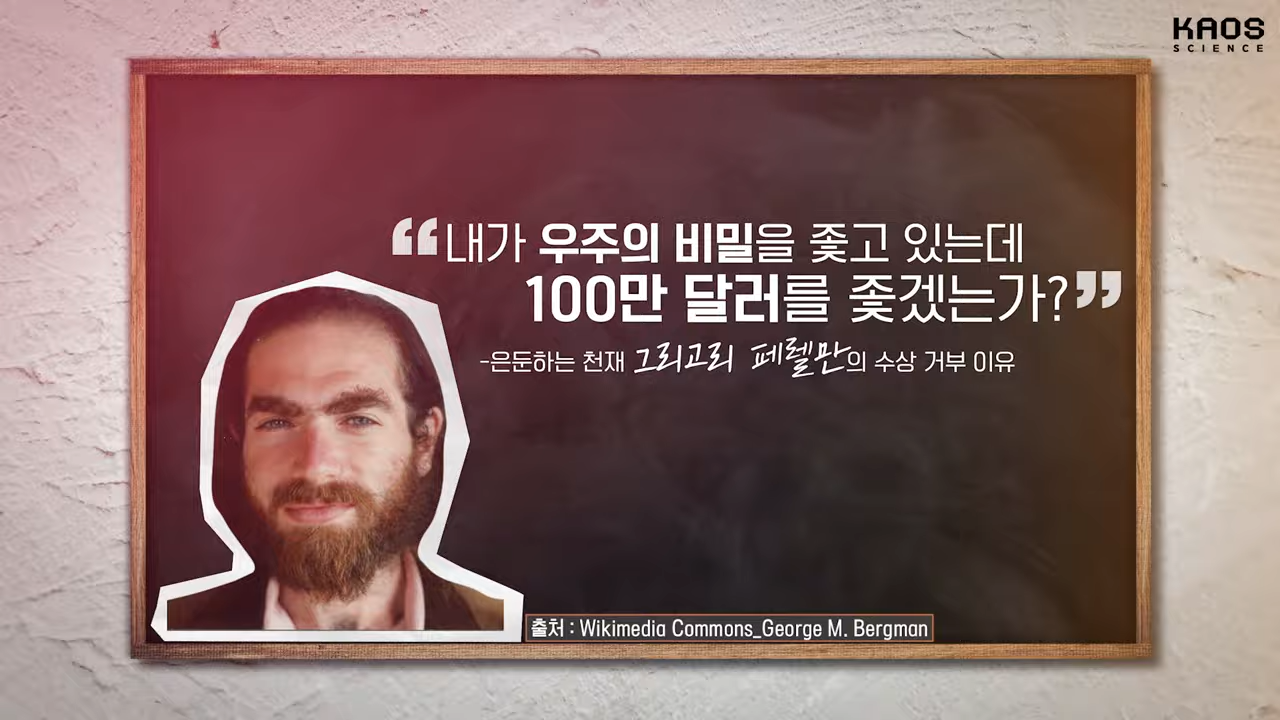 KAOS
SCIENCE
“내가 우주의 비밀을 좇고 있는데
100만 달러를 좇겠는가?”
-은둔하는 천재 그리고리 페렐만의 수상 거부 이유
출처 : Wikimedia Commons_George M. Bergman